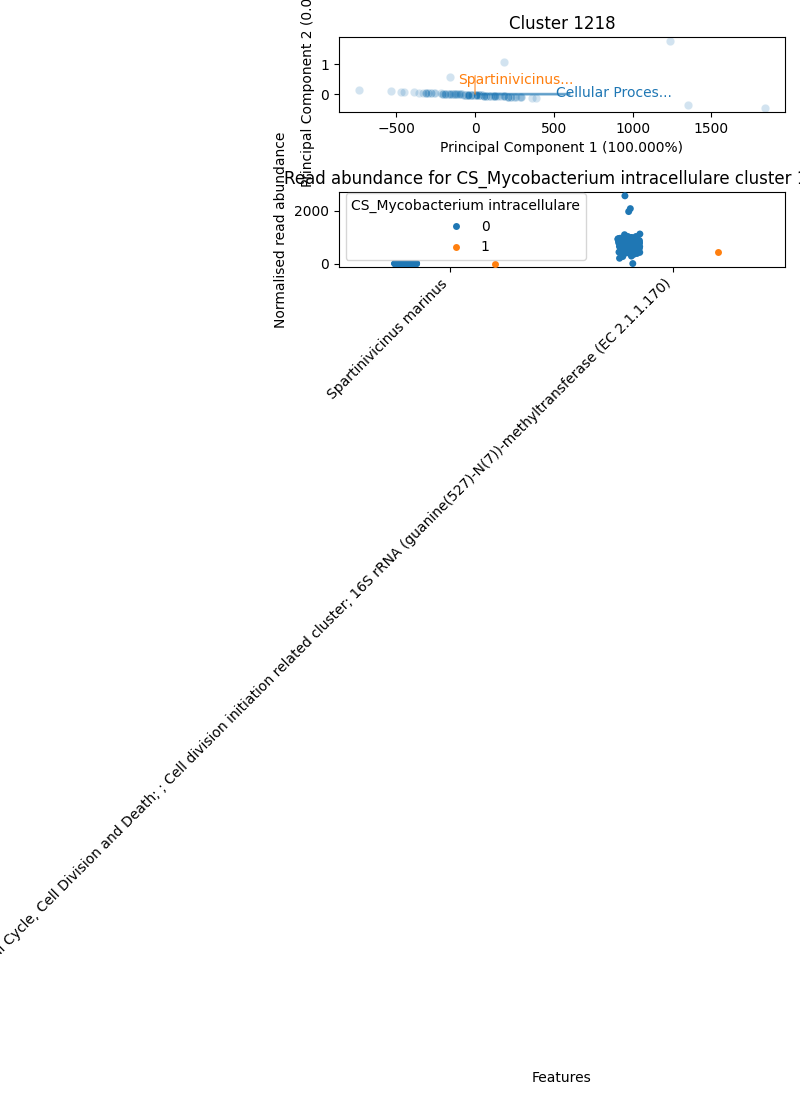 Cluster 1218
Principal Component 2 (0.0
1
0
Spartinivicinus...
Cellular Proces...
−500
0
500
1000
1500
Principal Component 1 (100.000%)
Read abundance for CS_Mycobacterium intracellulare cluster
Normalised read abundance
2000
0
CS_Mycobacterium intracellulare
0
1
Spartinivicinus marinus
Cycle, Cell Division and Death; ; Cell division initiation related cluster; 16S rRNA (guanine(527)-N(7))-methyltransferase (EC 2.1.1.170)
Features